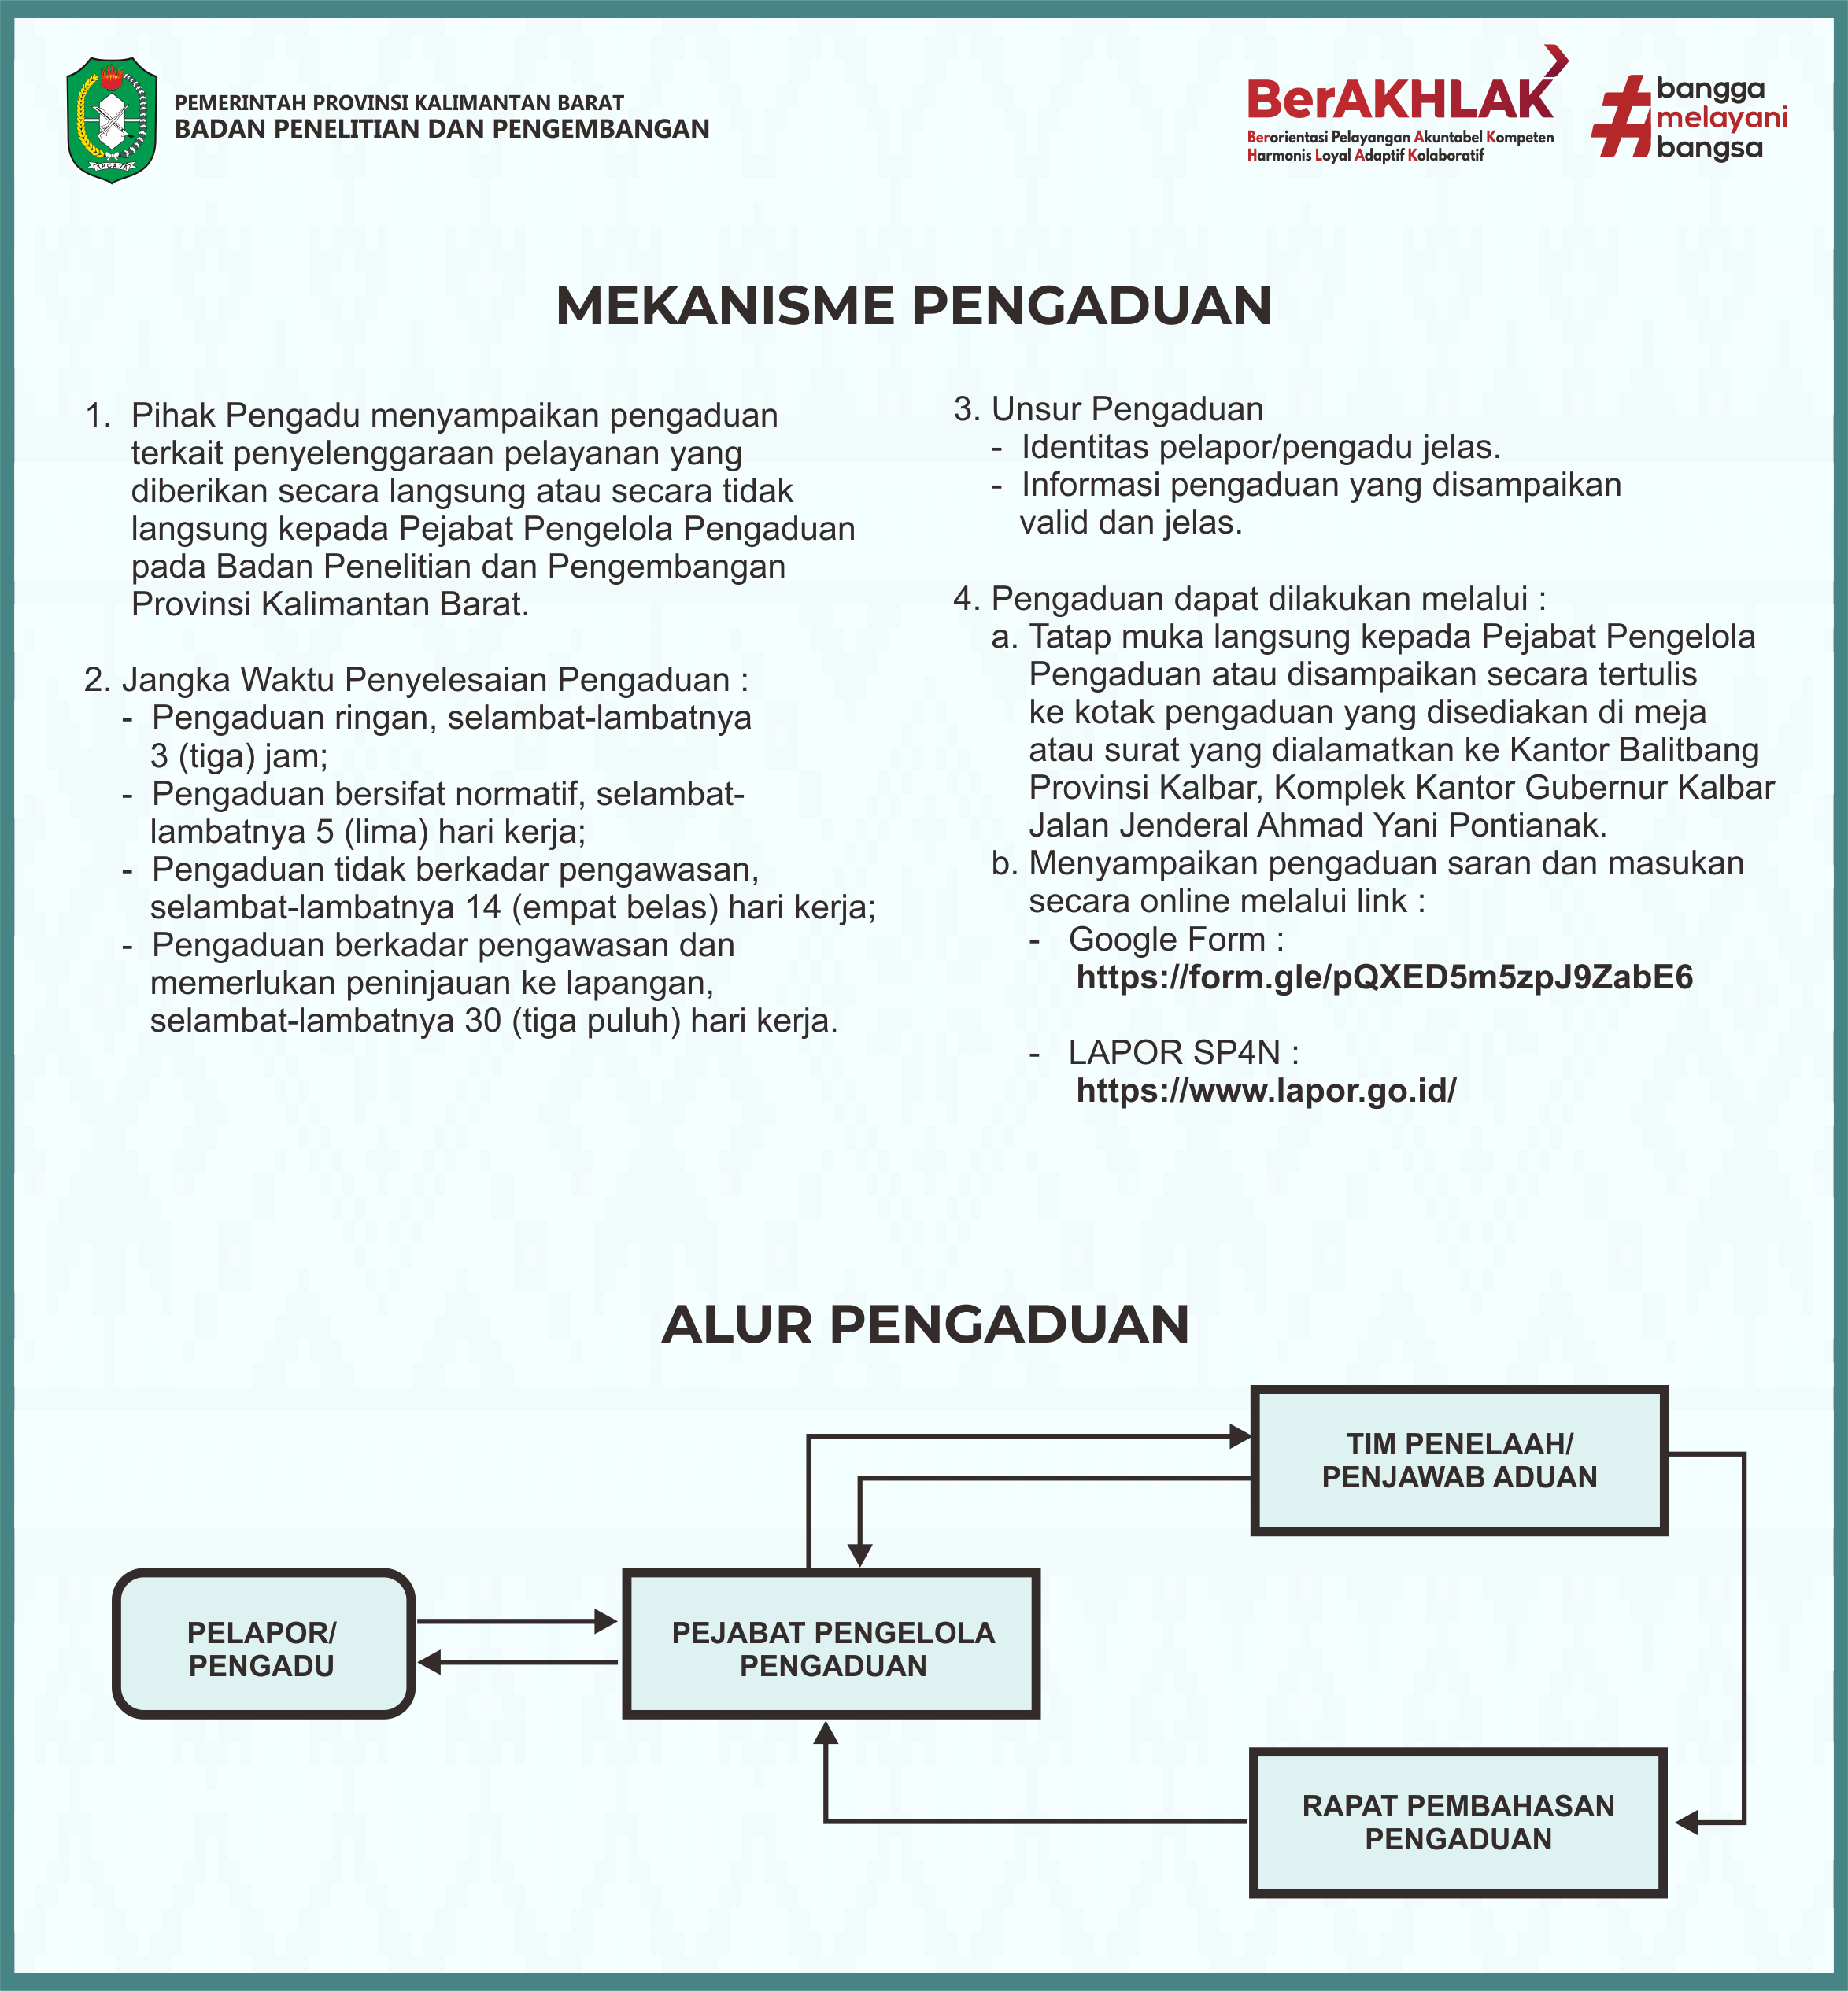 PEMERINTAH PROVINSI KALIMANTAN BARAT
BADAN PENELITIAN DAN PENGEMBANGAN
BerAKHLAK
Berorientasi Pelayangan Akuntabel Kompeten
Harmonis Loyal Adaptif Kolaboratif
#
bangga
melayani
bangsa
MEKANISME PENGADUAN
1. Pihak Pengadu menyampaikan pengaduan
terkait penyelenggaraan pelayanan yang
diberikan secara langsung atau secara tidak
langsung kepada Pejabat Pengelola Pengaduan
pada Badan Penelitian dan Pengembangan
Provinsi Kalimantan Barat.
2. Jangka Waktu Penyelesaian Pengaduan :
- Pengaduan ringan, selambat-lambatnya
3 (tiga) jam;
- Pengaduan bersifat normatif, selambat-
lambatnya 5 (lima) hari kerja;
- Pengaduan tidak berkadar pengawasan,
selambat-lambatnya 14 (empat belas) hari kerja;
- Pengaduan berkadar pengawasan dan
memerlukan peninjauan ke lapangan,
selambat-lambatnya 30 (tiga puluh) hari kerja.
3. Unsur Pengaduan
- Identitas pelapor/pengadu jelas.
- Informasi pengaduan yang disampaikan
valid dan jelas.
4. Pengaduan dapat dilakukan melalui :
a. Tatap muka langsung kepada Pejabat Pengelola
Pengaduan atau disampaikan secara tertulis
ke kotak pengaduan yang disediakan di meja
atau surat yang dialamatkan ke Kantor Balitbang
Provinsi Kalbar, Komplek Kantor Gubernur Kalbar
Jalan Jenderal Ahmad Yani Pontianak.
b. Menyampaikan pengaduan saran dan masukan
secara online melalui link :
- Google Form :
https://form.gle/pQXED5m5zpJ9ZabE6
- LAPOR SP4N :
https://www.lapor.go.id/
ALUR PENGADUAN
TIM PENELAAH/
PENJAWAB ADUAN
PELAPOR/
PENGADU
PEJABAT PENGELOLA
PENGADUAN
RAPAT PEMBAHASAN
PENGADUAN